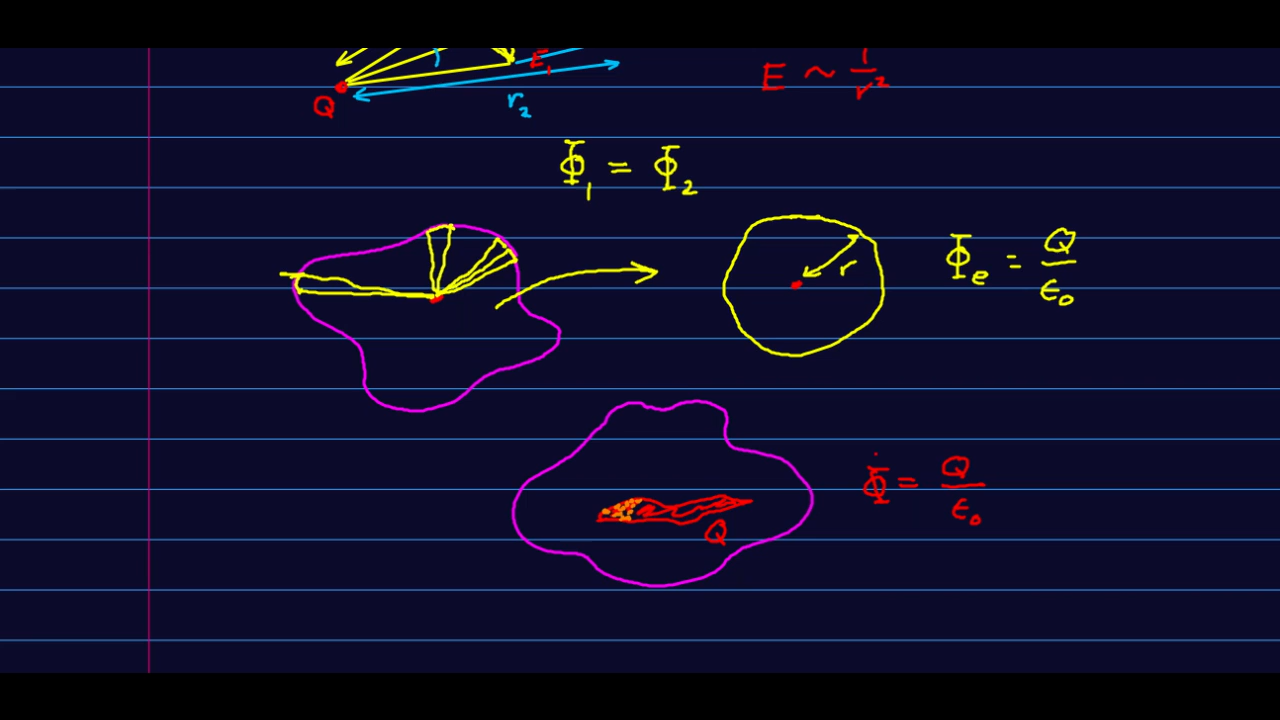 E₁
E ~ 1/r²
Q
r₂
Φ₁ = Φ₂
r
Φₑ = Q/ϵ₀
Φ = Q/ϵ₀
Q